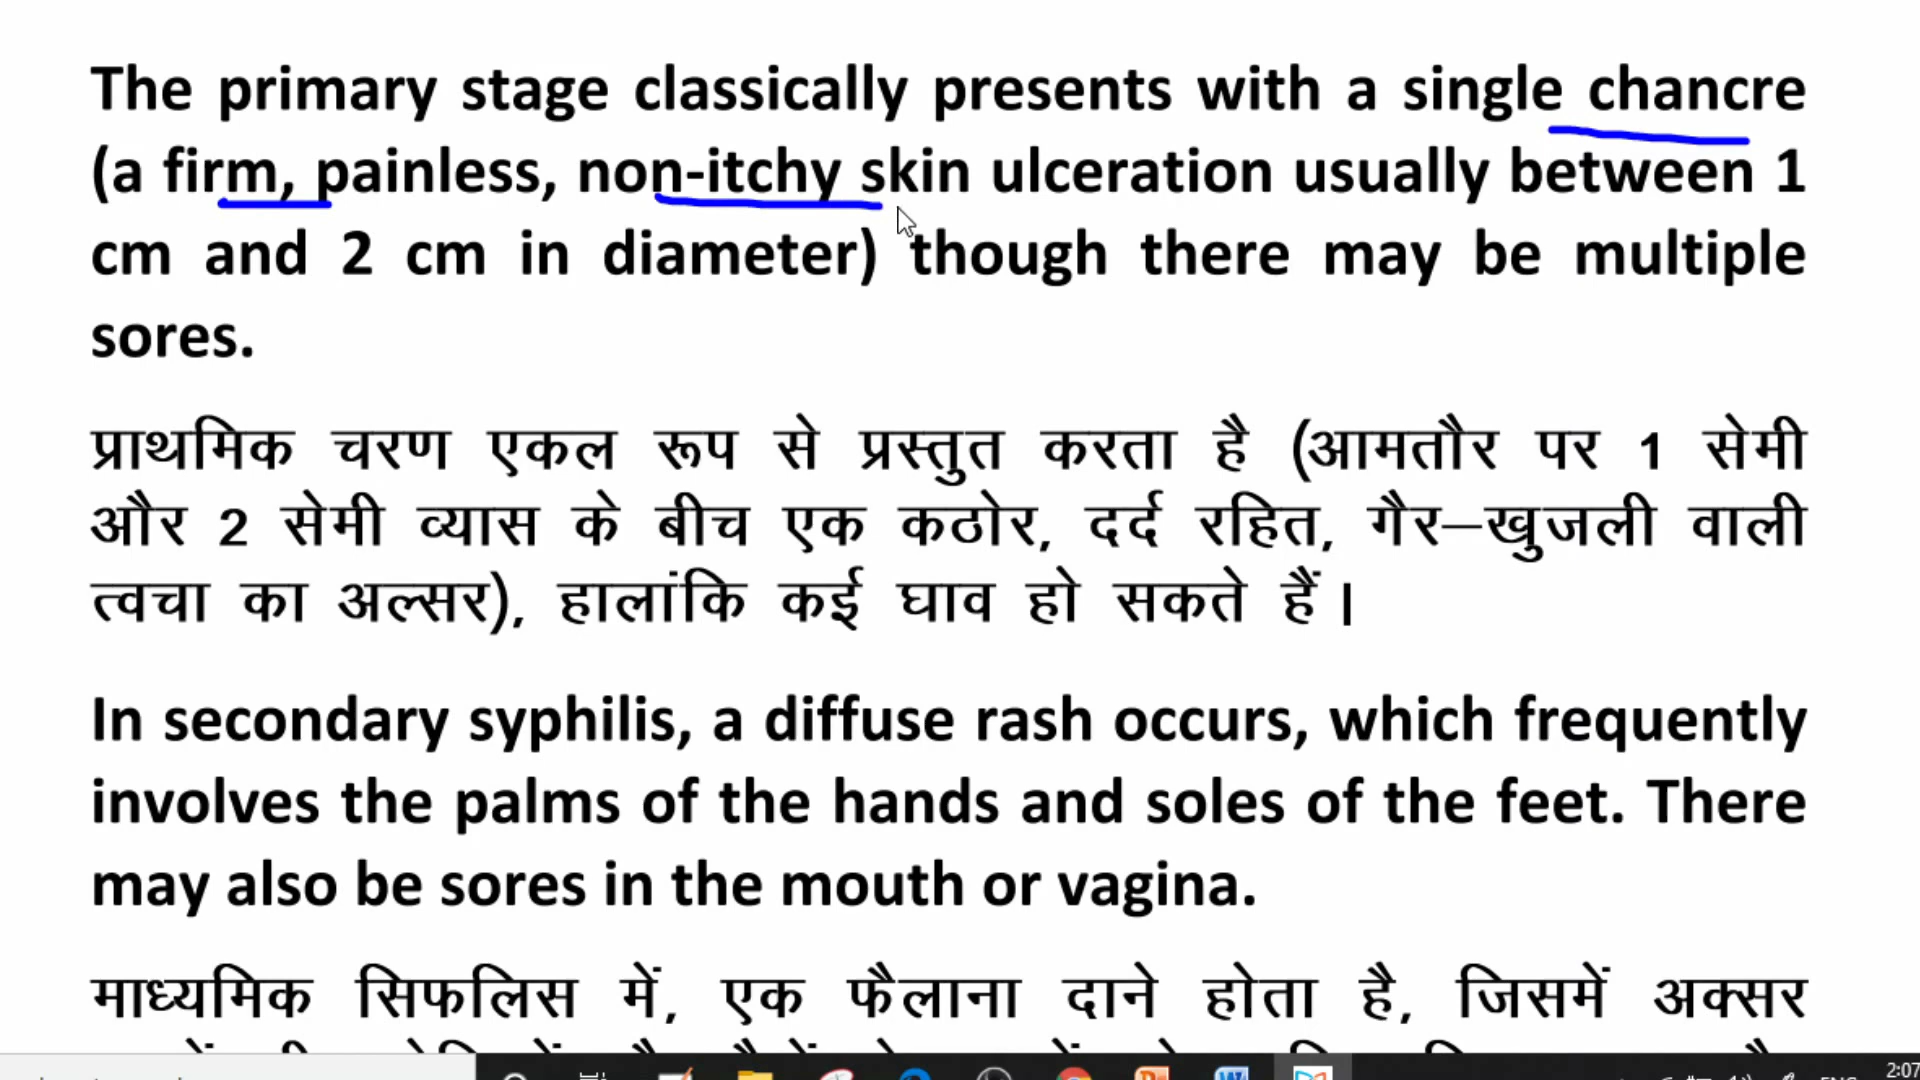 The primary stage classically presents with a single chancre
(a firm, painless, non-itchy skin ulceration usually between 1
cm and 2 cm in diameter) though there may be multiple
sores.
प्राथमिक चरण एकल रूप से प्रस्तुत करता है (आमतौर पर 1 सेमी
और 2 सेमी व्यास के बीच एक कठोर, दर्द रहित, गैर–खुजली वाली
त्वचा का अल्सर), हालांकि कई घाव हो सकते हैं।
In secondary syphilis, a diffuse rash occurs, which frequently
involves the palms of the hands and soles of the feet. There
may also be sores in the mouth or vagina.
माध्यमिक सिफलिस में, एक फैलाना दाने होता है, जिसमें अक्सर
2:07